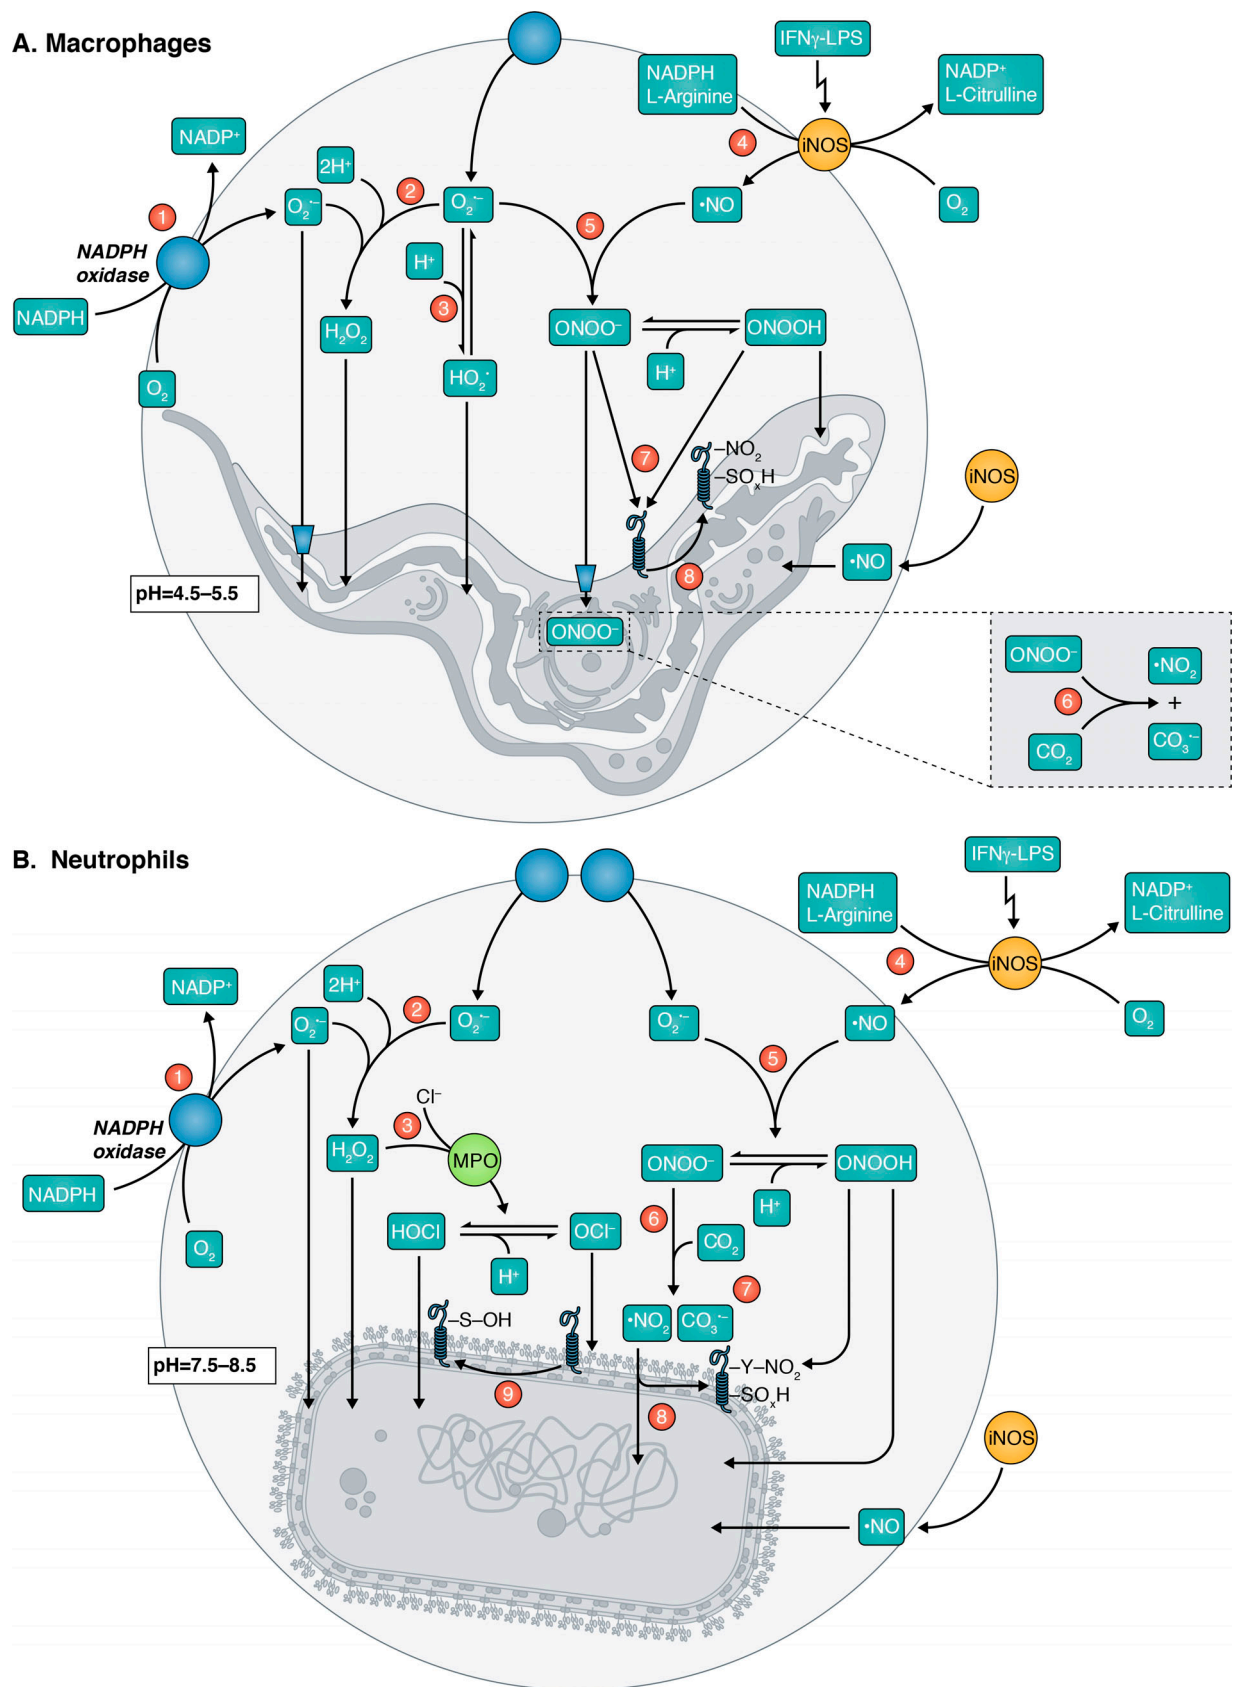 A. Macrophages
IFNγ-LPS
NADPH
L-Arginine
NADP⁺
L-Citrulline
NADP⁺
4
iNOS
2H⁺
2
O₂˙⁻
O₂˙⁻
•NO
O₂
1
5
NADPH
oxidase
H⁺
3
NADPH
H₂O₂
ONOO⁻
ONOOH
H⁺
HO₂˙
O₂
7
–NO₂
–SOₓH
iNOS
•NO
8
pH=4.5–5.5
ONOO⁻
ONOO⁻
•NO₂
6
+
CO₂
CO₃˙⁻
B. Neutrophils
IFNγ-LPS
NADPH
L-Arginine
NADP⁺
L-Citrulline
4
iNOS
NADP⁺
2H⁺
2
O₂˙⁻
O₂˙⁻
O₂˙⁻
•NO
O₂
1
5
Cl⁻
3
NADPH
oxidase
H₂O₂
MPO
ONOO⁻
ONOOH
NADPH
H⁺
6
HOCl
OCl⁻
CO₂
O₂
H⁺
7
•NO₂
CO₃˙⁻
–S–OH
pH=7.5–8.5
–Y–NO₂
–SOₓH
9
8
iNOS
•NO